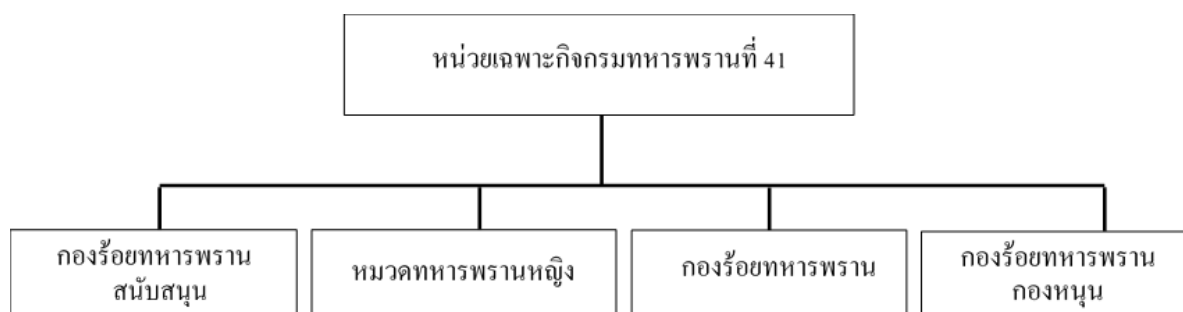 หน่วยเฉพาะกิจกรมทหารพรานที่ 41
กองร้อยทหารพราน
สนับสนุน
หมวดทหารพรานหญิง
กองร้อยทหารพราน
กองร้อยทหารพราน
กองหนุน